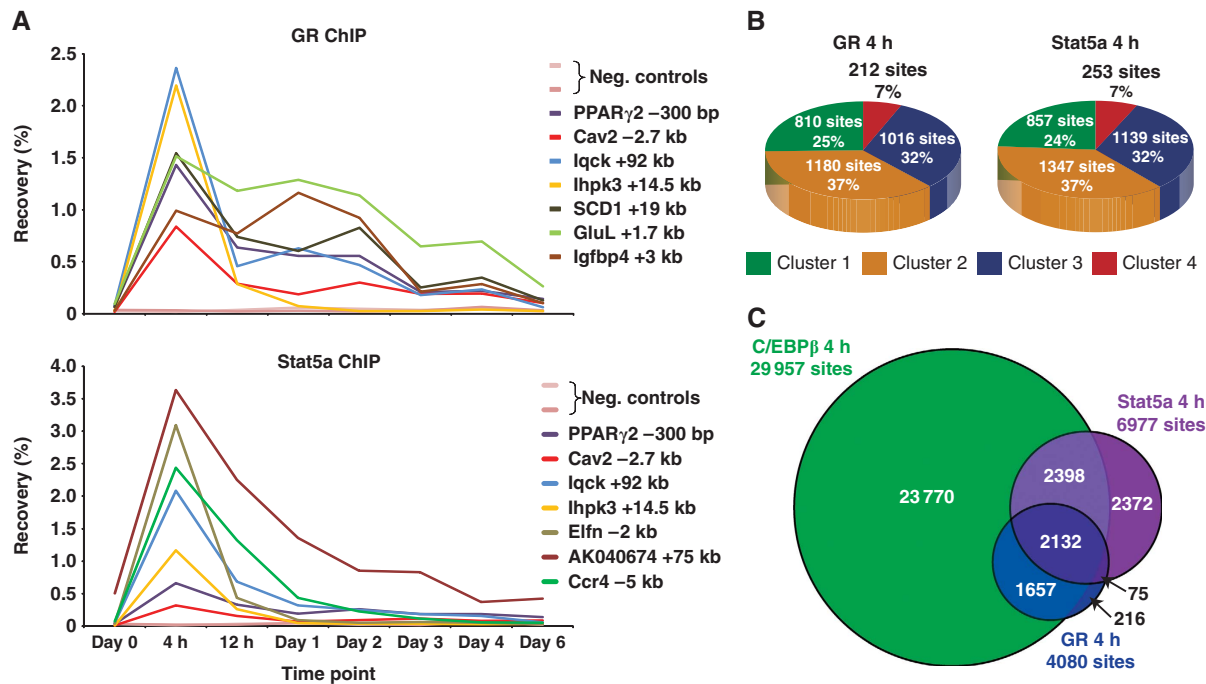 A
GR ChIP
Recovery (%)
2.5
2.0
1.5
1.0
0.5
0
Neg. controls
PPARγ2 –300 bp
Cav2 –2.7 kb
Iqck +92 kb
Ihpk3 +14.5 kb
SCD1 +19 kb
GluL +1.7 kb
Igfbp4 +3 kb
Stat5a ChIP
Recovery (%)
4.0
3.5
3.0
2.5
2.0
1.5
1.0
0.5
0
Day 0 4 h 12 h Day 1 Day 2 Day 3 Day 4 Day 6
Time point
Neg. controls
PPARγ2 –300 bp
Cav2 –2.7 kb
Iqck +92 kb
Ihpk3 +14.5 kb
Elfn –2 kb
AK040674 +75 kb
Ccr4 –5 kb
B
GR 4 h
212 sites
7%
810 sites
25%
1016 sites
32%
1180 sites
37%
Stat5a 4 h
253 sites
7%
857 sites
24%
1139 sites
32%
1347 sites
37%
Cluster 1 Cluster 2 Cluster 3 Cluster 4
C
C/EBPβ 4 h
29 957 sites
Stat5a 4 h
6977 sites
23 770
2398
2372
2132
1657
75
216
GR 4 h
4080 sites